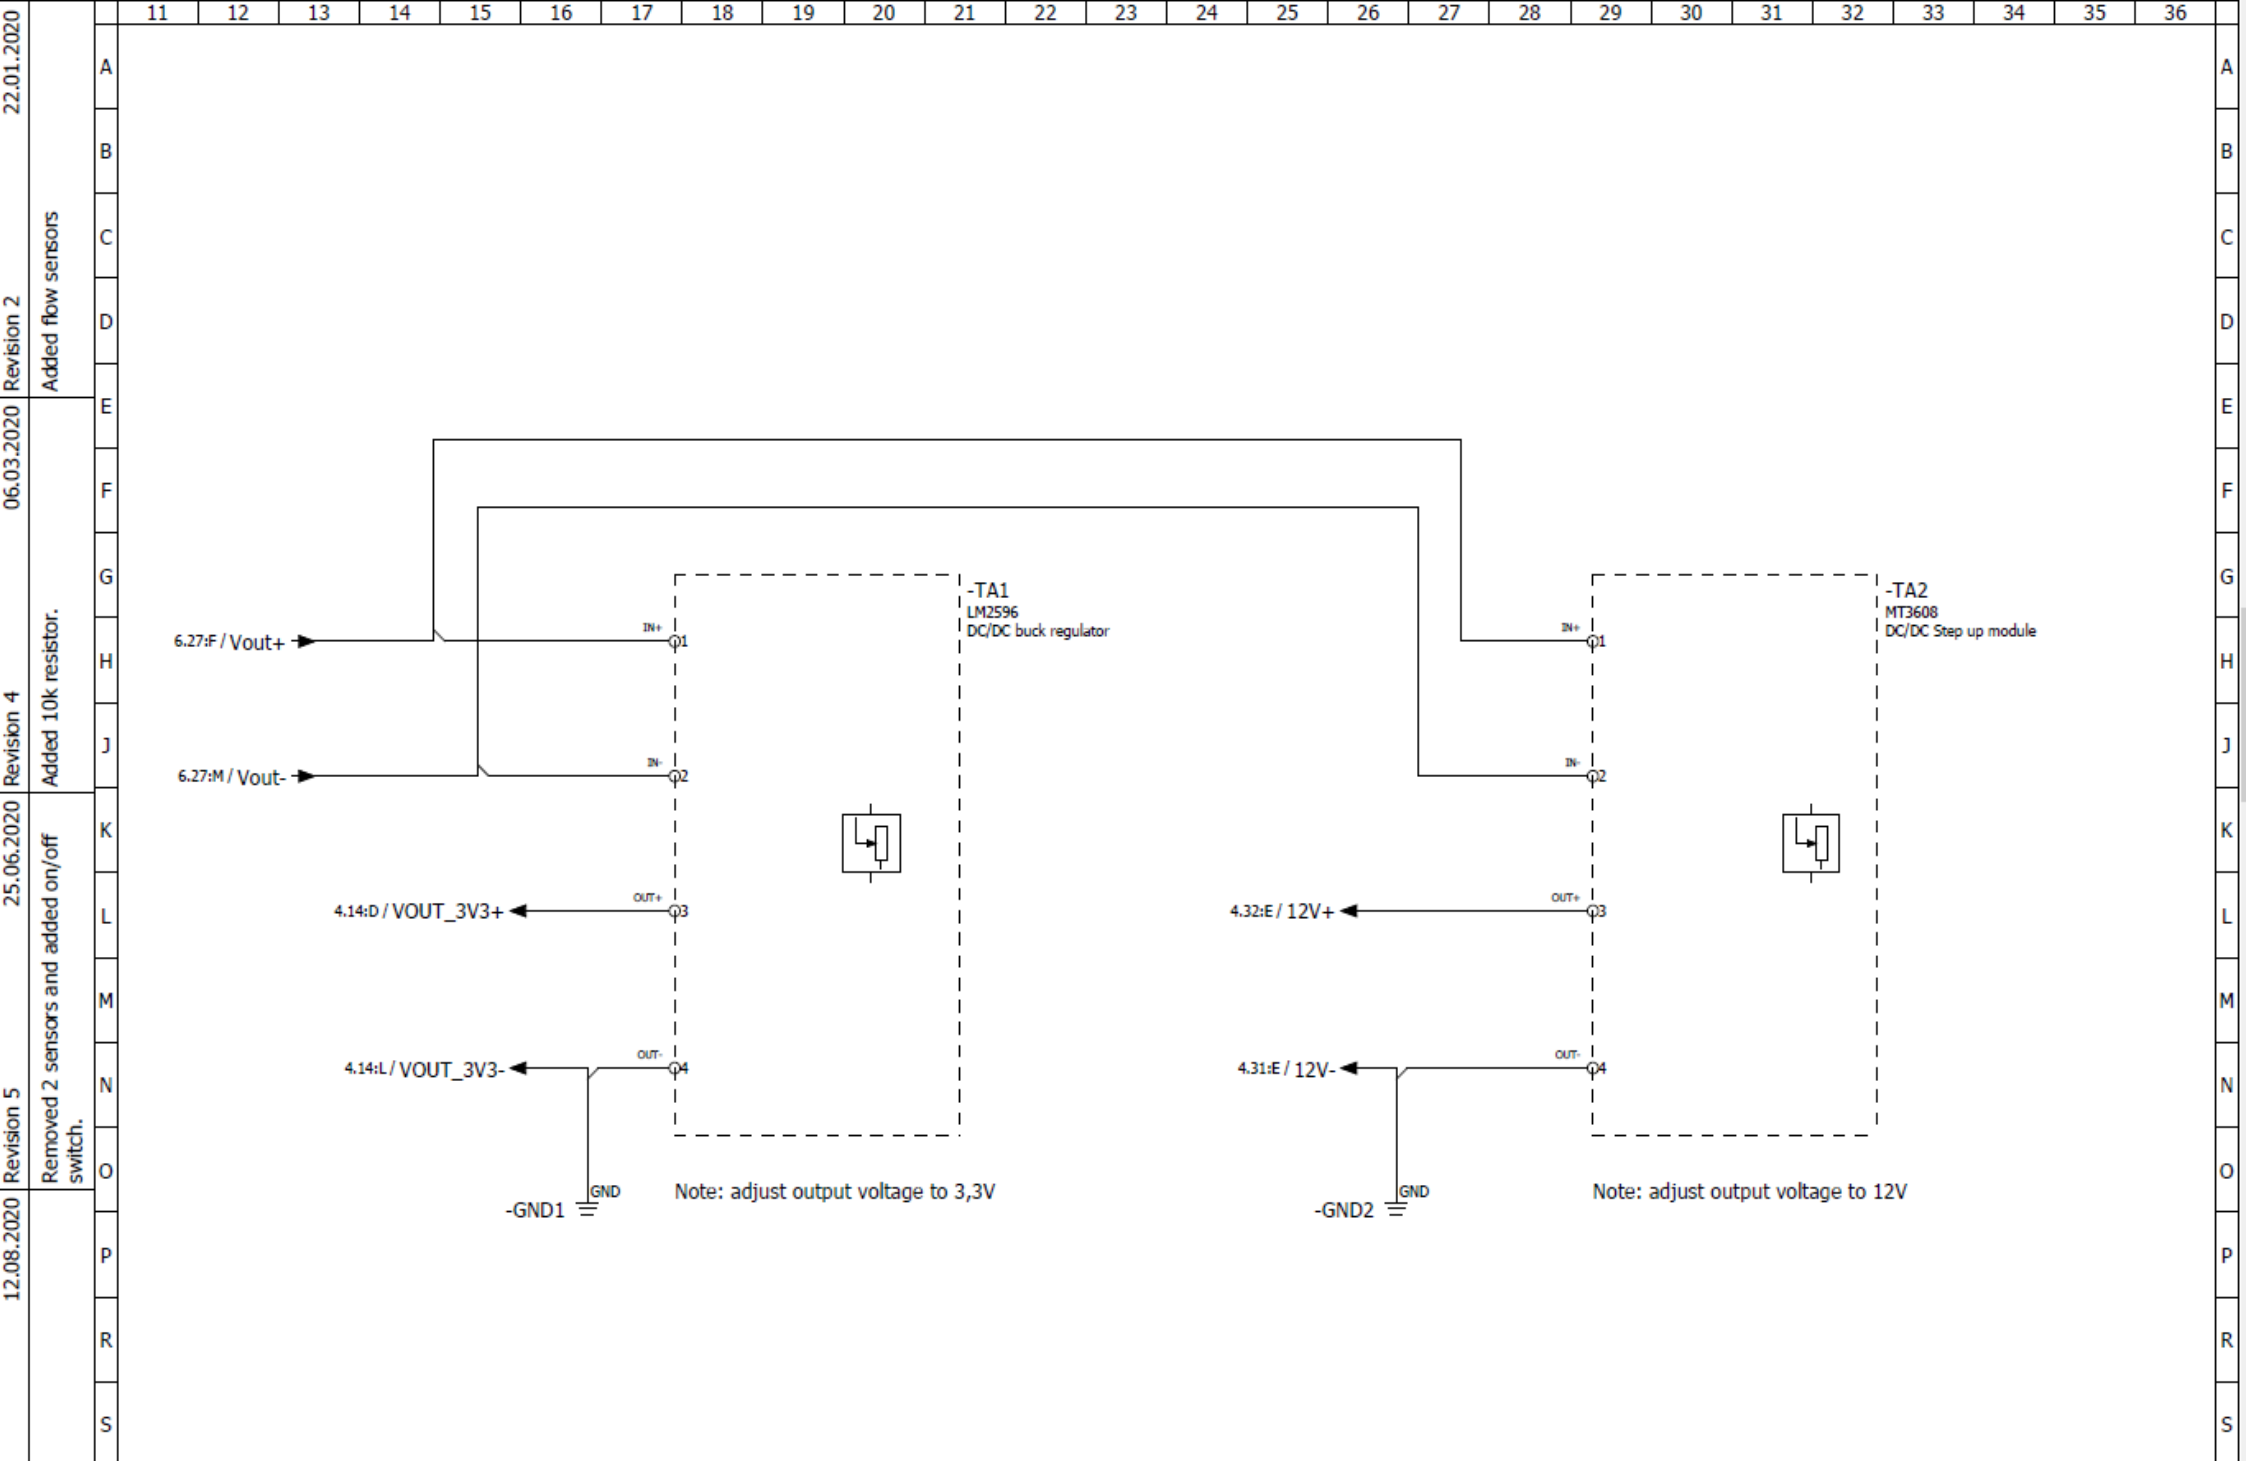 11 12 13 14 15 16 17 18 19 20 21 22 23 24 25 26 27 28 29 30 31 32 33 34 35 36
22.01.2020
Revision 2
Added flow sensors
06.03.2020
Revision 4
Added 10k resistor.
25.06.2020
Revision 5
Removed 2 sensors and added on/off
switch.
12.08.2020
A
B
C
D
E
F
G
H
J
K
L
M
N
O
P
R
S
6.27:F / Vout+
6.27:M / Vout-
4.14:D / VOUT_3V3+
4.14:L / VOUT_3V3-
-GND1
GND
IN+
1
IN-
2
OUT+
3
OUT-
4
-TA1
LM2596
DC/DC buck regulator
Note: adjust output voltage to 3,3V
4.32:E / 12V+
4.31:E / 12V-
-GND2
GND
IN+
1
IN-
2
OUT+
3
OUT-
4
-TA2
MT3608
DC/DC Step up module
Note: adjust output voltage to 12V
A
B
C
D
E
F
G
H
J
K
L
M
N
O
P
R
S